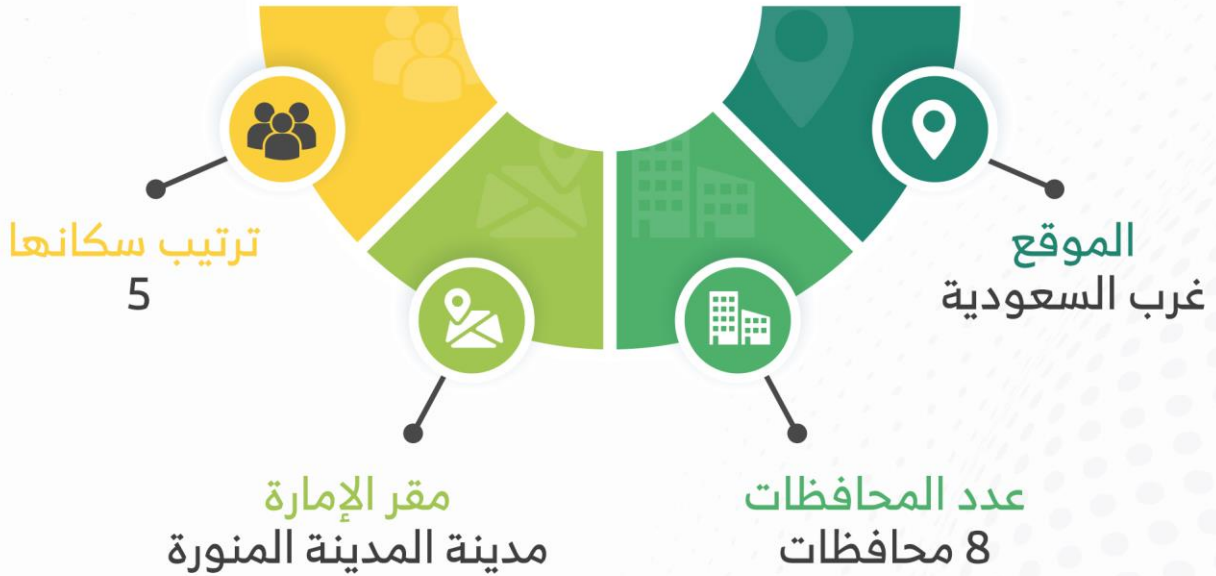 الموقع
غرب السعودية
عدد المحافظات
8 محافظات
مقر الإمارة
مدينة المدينة المنورة
ترتيب سكانها
5